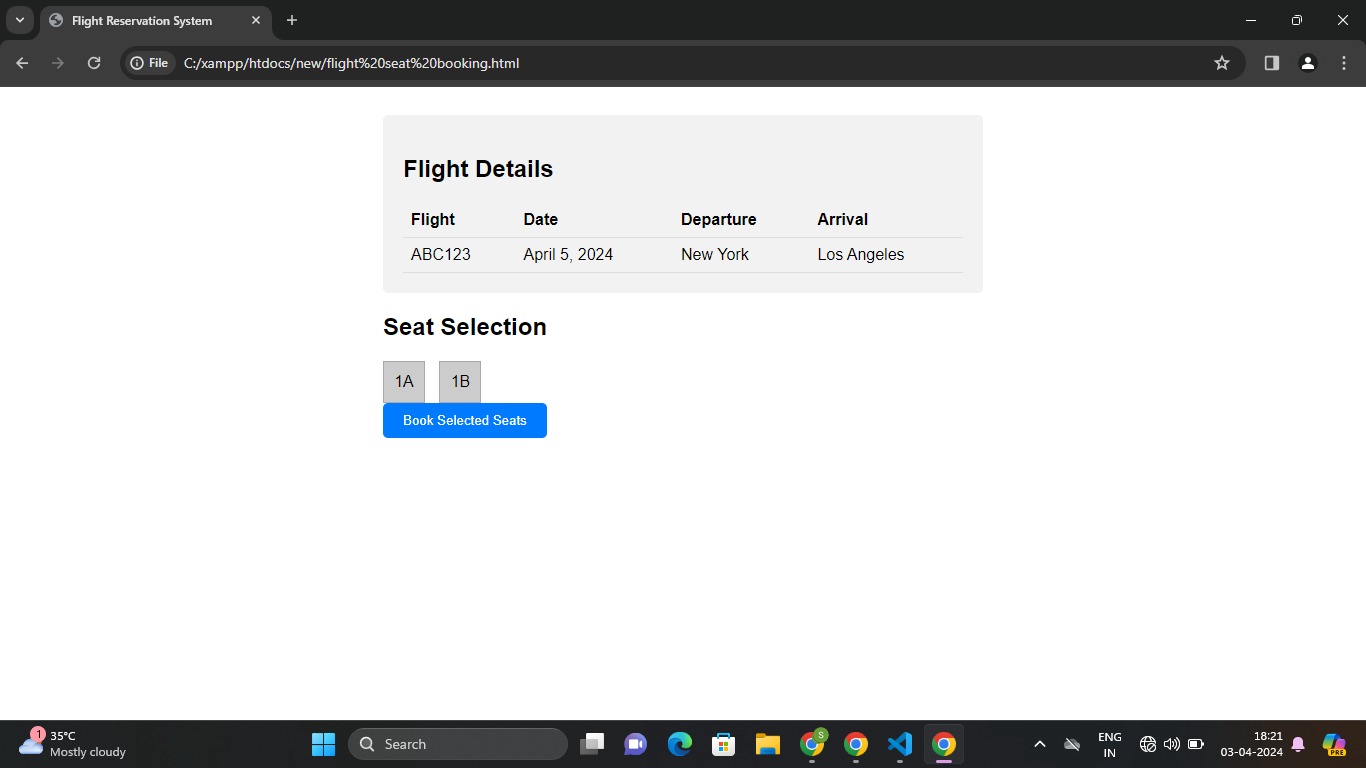 Flight Reservation System
File C:/xampp/htdocs/new/flight%20seat%20booking.html
Flight Details
Flight Date Departure Arrival
ABC123 April 5, 2024 New York Los Angeles
Seat Selection
1A 1B
Book Selected Seats
1 35°C
Mostly cloudy
Search
S
ENG
IN
18:21
03-04-2024
PRE